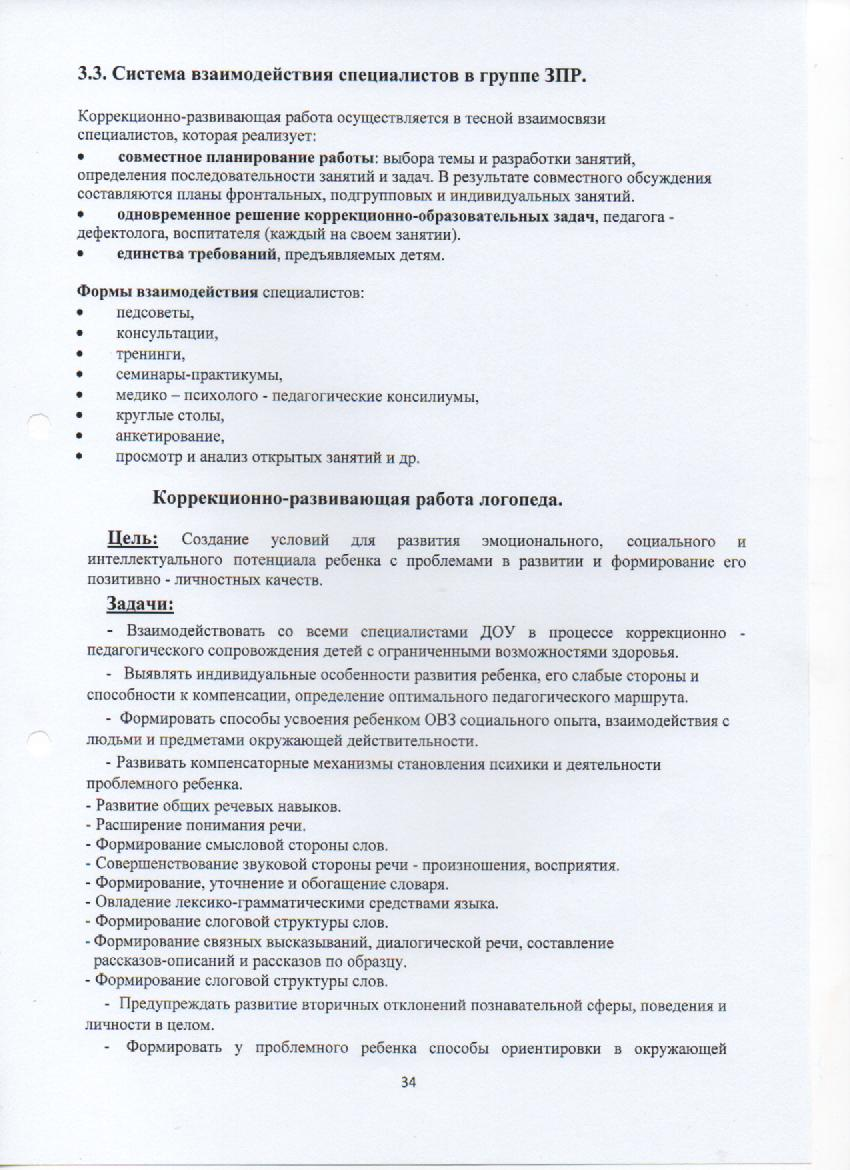 3.3. Система взаимодействия специалистов в группе ЗПР.
Коррекционно-развивающая работа осуществляется в тесной взаимосвязи
специалистов, которая реализует:
• совместное планирование работы: выбора темы и разработки занятий,
определения последовательности занятий и задач. В результате совместного обсуждения
составляются планы фронтальных, подгрупповых и индивидуальных занятий.
• одновременное решение коррекционно-образовательных задач, педагога -
дефектолога, воспитателя (каждый на своем занятии).
• единства требований, предъявляемых детям.
Формы взаимодействия специалистов:
• педсоветы,
• консультации,
• тренинги,
• семинары-практикумы,
• медико – психолого - педагогические консилиумы,
• круглые столы,
• анкетирование,
• просмотр и анализ открытых занятий и др.
Коррекционно-развивающая работа логопеда.
Цель: Создание условий для развития эмоционального, социального и
интеллектуального потенциала ребенка с проблемами в развитии и формирование его
позитивно - личностных качеств.
Задачи:
- Взаимодействовать со всеми специалистами ДОУ в процессе коррекционно -
педагогического сопровождения детей с ограниченными возможностями здоровья.
- Выявлять индивидуальные особенности развития ребенка, его слабые стороны и
способности к компенсации, определение оптимального педагогического маршрута.
- Формировать способы усвоения ребенком ОВЗ социального опыта, взаимодействия с
людьми и предметами окружающей действительности.
- Развивать компенсаторные механизмы становления психики и деятельности
проблемного ребенка.
- Развитие общих речевых навыков.
- Расширение понимания речи.
- Формирование смысловой стороны слов.
- Совершенствование звуковой стороны речи - произношения, восприятия.
- Формирование, уточнение и обогащение словаря.
- Овладение лексико-грамматическими средствами языка.
- Формирование слоговой структуры слов.
- Формирование связных высказываний, диалогической речи, составление
рассказов-описаний и рассказов по образцу.
- Формирование слоговой структуры слов.
- Предупреждать развитие вторичных отклонений познавательной сферы, поведения и
личности в целом.
- Формировать у проблемного ребенка способы ориентировки в окружающей
34